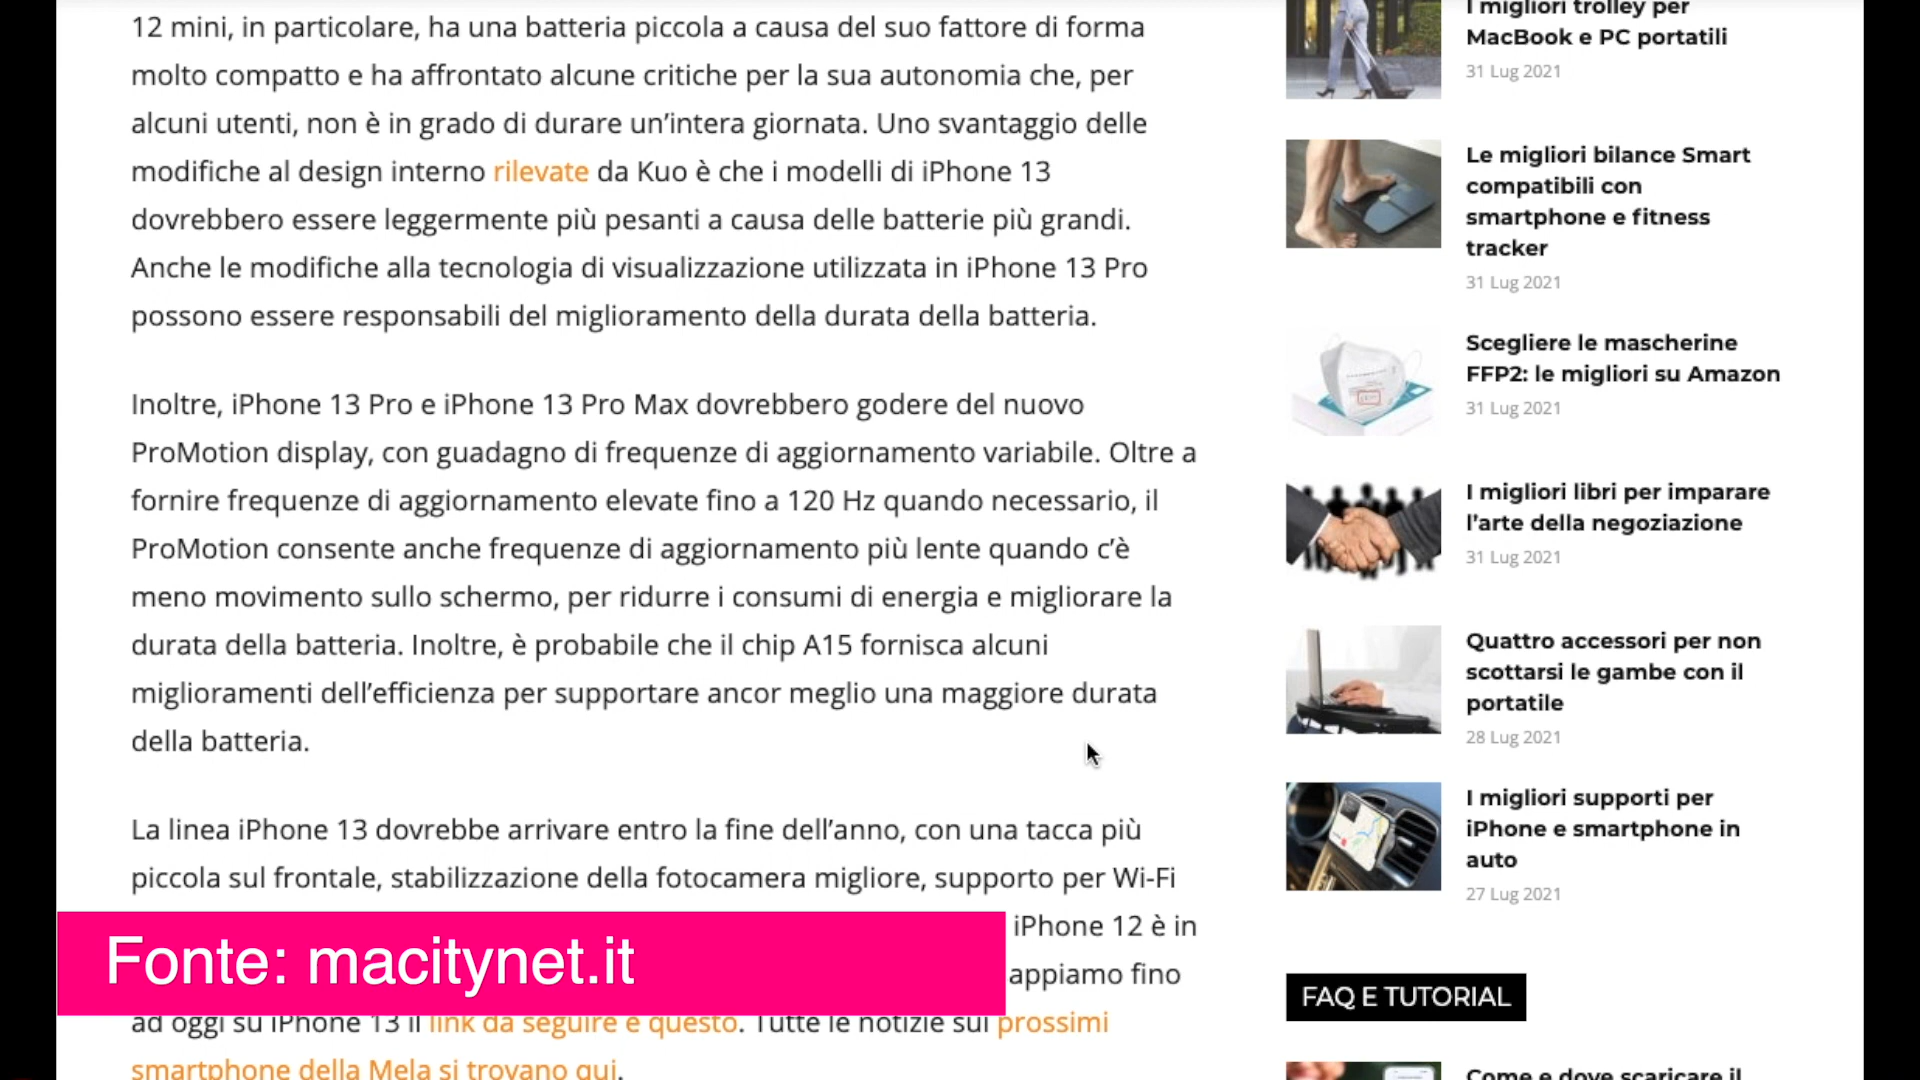 12 mini, in particolare, ha una batteria piccola a causa del suo fattore di forma
molto compatto e ha affrontato alcune critiche per la sua autonomia che, per
alcuni utenti, non è in grado di durare un’intera giornata. Uno svantaggio delle
modifiche al design interno rilevate da Kuo è che i modelli di iPhone 13
dovrebbero essere leggermente più pesanti a causa delle batterie più grandi.
Anche le modifiche alla tecnologia di visualizzazione utilizzata in iPhone 13 Pro
possono essere responsabili del miglioramento della durata della batteria.
Inoltre, iPhone 13 Pro e iPhone 13 Pro Max dovrebbero godere del nuovo
ProMotion display, con guadagno di frequenze di aggiornamento variabile. Oltre a
fornire frequenze di aggiornamento elevate fino a 120 Hz quando necessario, il
ProMotion consente anche frequenze di aggiornamento più lente quando c’è
meno movimento sullo schermo, per ridurre i consumi di energia e migliorare la
durata della batteria. Inoltre, è probabile che il chip A15 fornisca alcuni
miglioramenti dell’efficienza per supportare ancor meglio una maggiore durata
della batteria.
La linea iPhone 13 dovrebbe arrivare entro la fine dell’anno, con una tacca più
piccola sul frontale, stabilizzazione della fotocamera migliore, supporto per Wi-Fi
iPhone 12 è in
appiamo fino
ad oggi su iPhone 13 il link da seguire è questo. Tutte le notizie sui prossimi
smartphone della Mela si trovano qui.
Fonte: macitynet.it
I migliori trolley per
MacBook e PC portatili
31 Lug 2021
Le migliori bilance Smart
compatibili con
smartphone e fitness
tracker
31 Lug 2021
Scegliere le mascherine
FFP2: le migliori su Amazon
31 Lug 2021
I migliori libri per imparare
l’arte della negoziazione
31 Lug 2021
Quattro accessori per non
scottarsi le gambe con il
portatile
28 Lug 2021
I migliori supporti per
iPhone e smartphone in
auto
27 Lug 2021
FAQ E TUTORIAL
Come e dove scaricare il